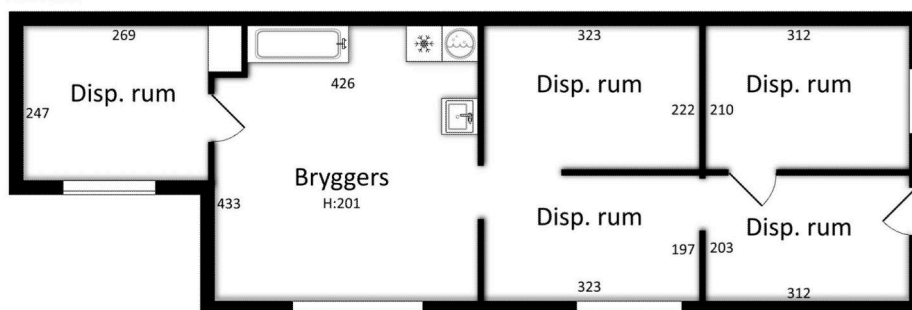 269
323
312
426
Disp. rum
Disp. rum
Disp. rum
247
222
210
Bryggers
H:201
433
Disp. rum
Disp. rum
197
203
323
312